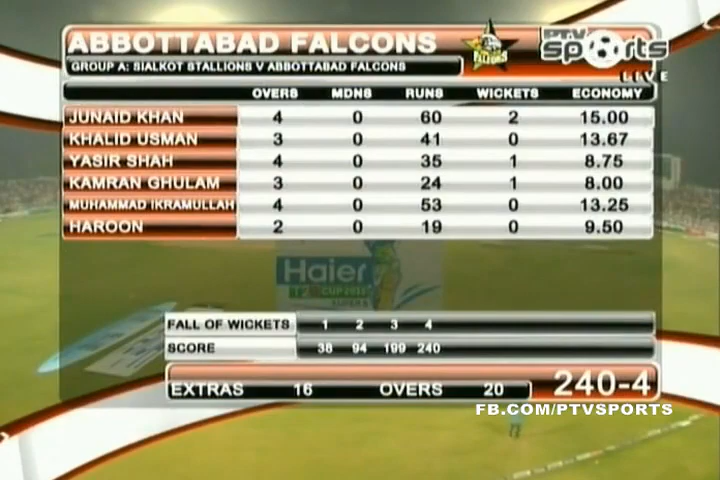 ABBOTTABAD FALCONS
FALCONS
PTV
sports
LIVE
GROUP A: SIALKOT STALLIONS V ABBOTTABAD FALCONS
OVERS MDNS RUNS WICKETS ECONOMY
JUNAID KHAN 4 0 60 2 15.00
KHALID USMAN 3 0 41 0 13.67
YASIR SHAH 4 0 35 1 8.75
KAMRAN GHULAM 3 0 24 1 8.00
MUHAMMAD IKRAMULLAH 4 0 53 0 13.25
HAROON 2 0 19 0 9.50
Haier
CUP
FALL OF WICKETS 1 2 3 4
SCORE 38 94 199 240
EXTRAS 16 OVERS 20 240-4
FB.COM/PTVSPORTS